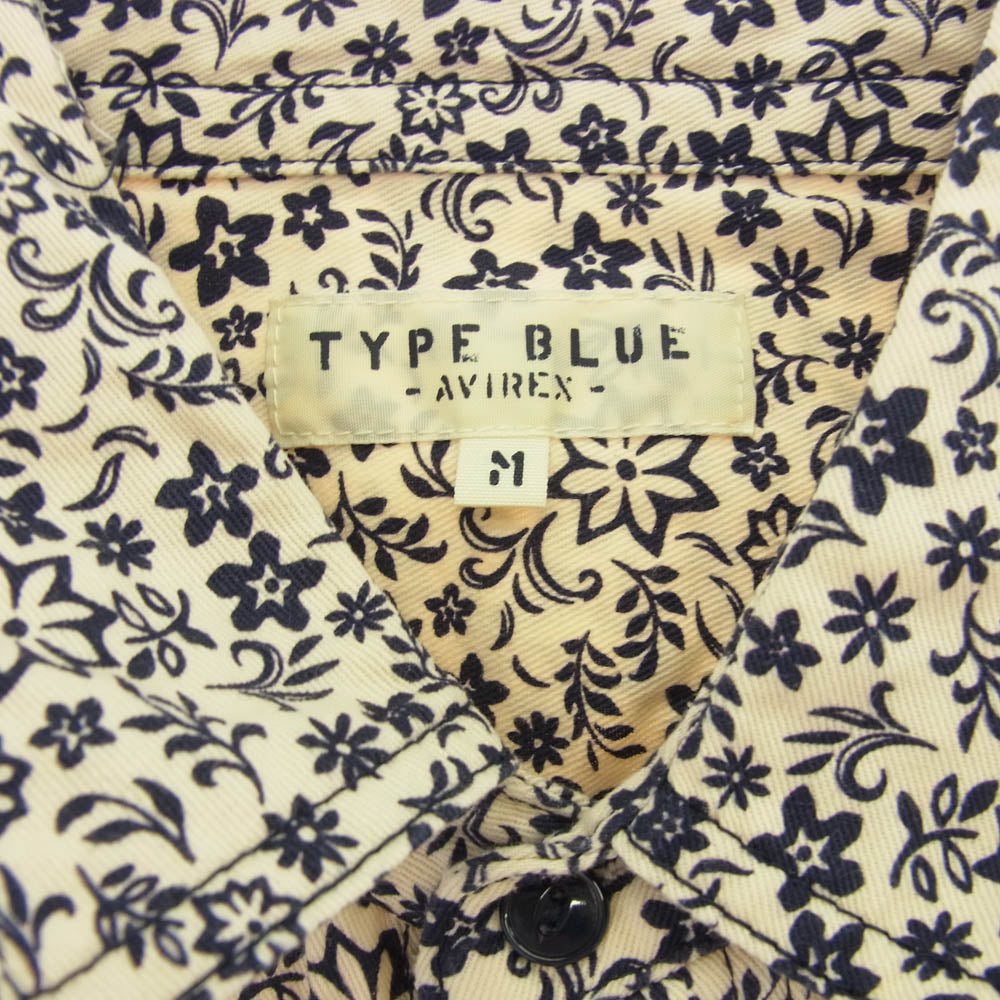 TYPE BLUE
- AVIREX -
M